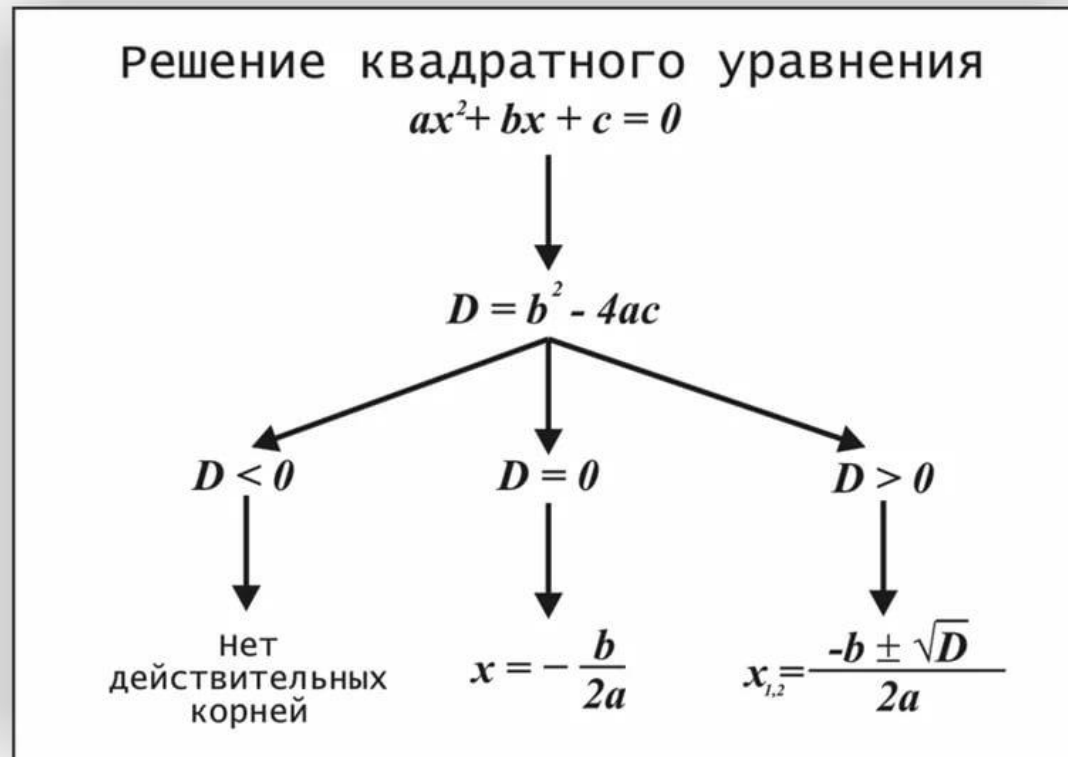 Решение квадратного уравнения
ax²+ bx + c = 0
D = b² - 4ac
D < 0
D = 0
D > 0
Нет
действительных
корней
x = − b/2a
x₁,₂= -b ± √D/2a